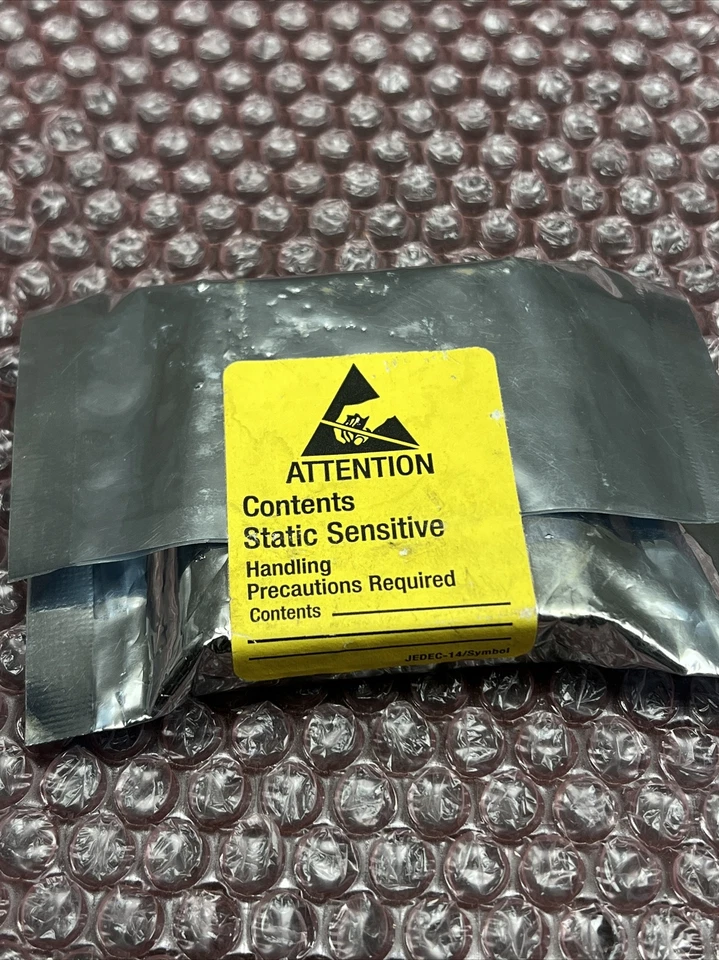 ATTENTION
Contents
Static Sensitive
Handling
Precautions Required
Contents
JEDEC-14/Symbol